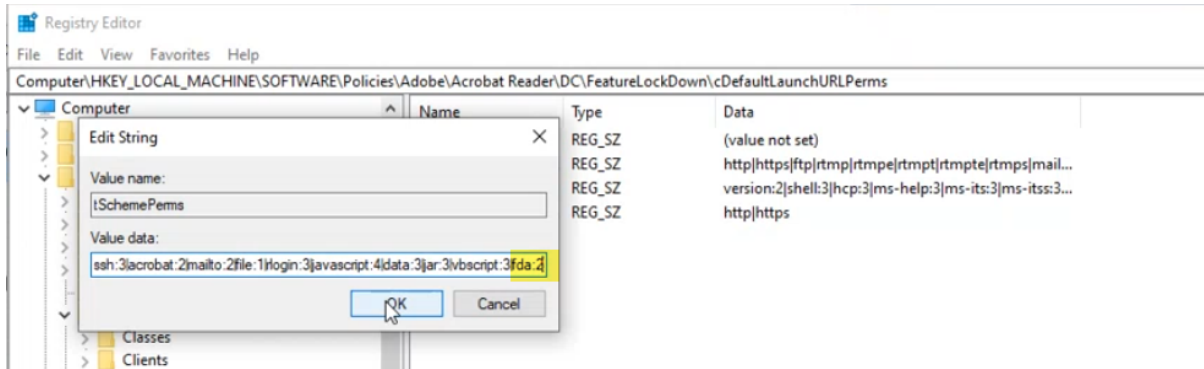 Registry Editor
File Edit View Favorites Help
Computer\HKEY_LOCAL_MACHINE\SOFTWARE\Policies\Adobe\Acrobat Reader\DC\FeatureLockDown\cDefaultLaunchURLPerms
Computer
Name Type Data
Edit String
REG_SZ (value not set)
REG_SZ http|https|ftp|rtmp|rtmpe|rtmpt|rtmpte|rtmps|mail...
Value name:
REG_SZ version:2|shell:3|hcp:3|ms-help:3|ms-its:3|ms-itss:3...
tSchemePerms
REG_SZ http|https
Value data:
ssh:3|acrobat:2|mailto:2|file:1|rlogin:3|javascript:4|data:3|jar:3|vbscript:3|fda:2
OK Cancel
Classes
Clients